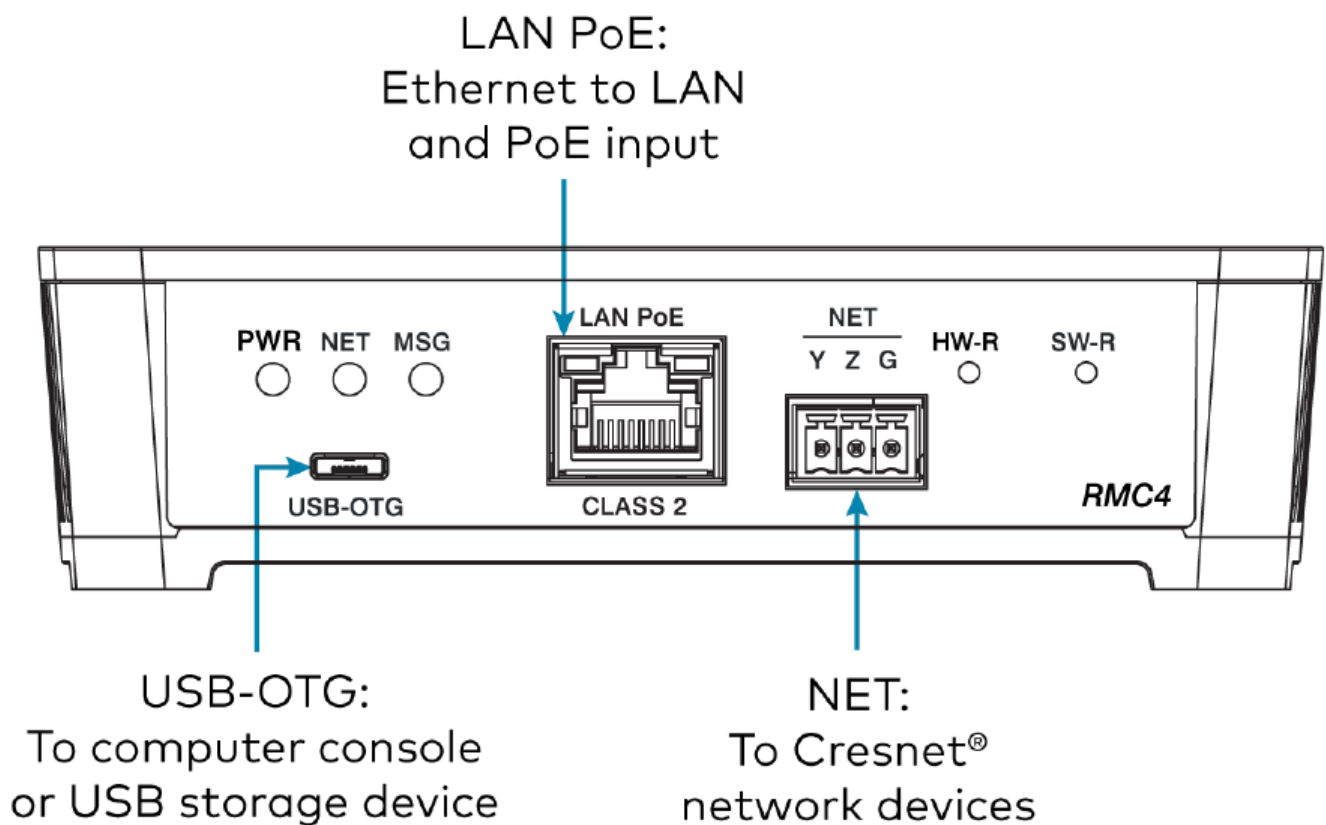 LAN PoE:
Ethernet to LAN
and PoE input
LAN PoE
NET
PWR NET MSG
HW-R SW-R
Y Z G
USB-OTG
CLASS 2
RMC4
USB-OTG:
To computer console
or USB storage device
NET:
To Cresnet®
network devices